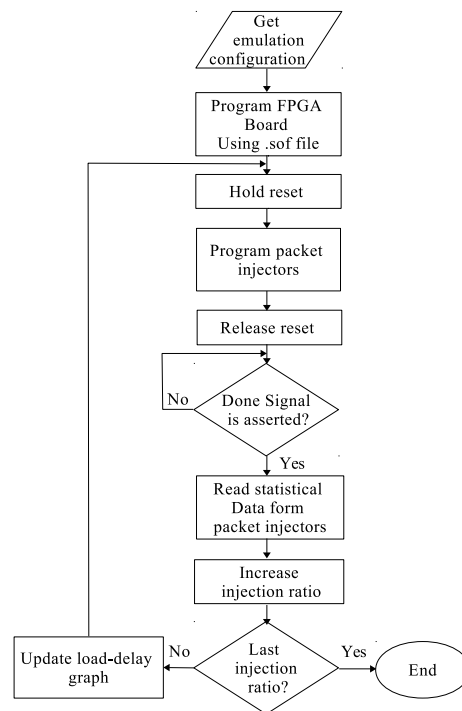 Get
emulation
configuration
Program FPGA
Board
Using .sof file
Hold reset
Program packet
injectors
Release reset
Done Signal
is asserted?
No
Yes
Read statistical
Data form
packet injectors
Increase
injection ratio
Last
injection
ratio?
No
Yes
Update load-delay
graph
End